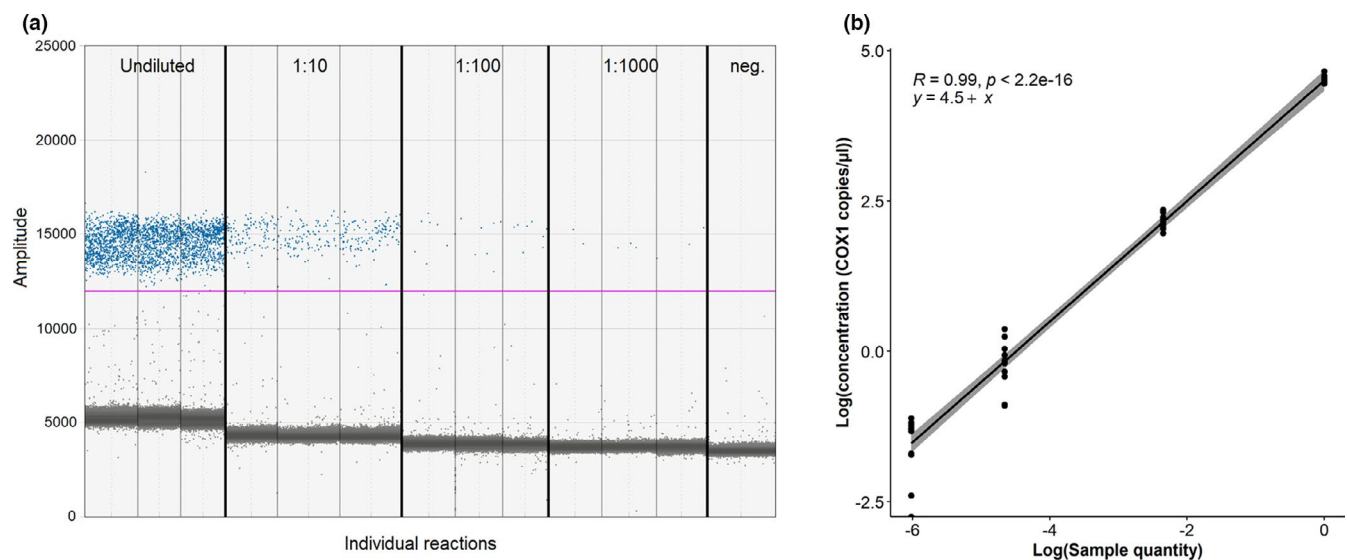 (a)
25000
20000
15000
10000
5000
0
Amplitude
Undiluted
1:10
1:100
1:1000
neg.
Individual reactions
(b)
5.0
2.5
0.0
-2.5
Log(concentration (COX1 copies/µl))
R = 0.99, p < 2.2e-16
y = 4.5 + x
-6
-4
-2
0
Log(Sample quantity)